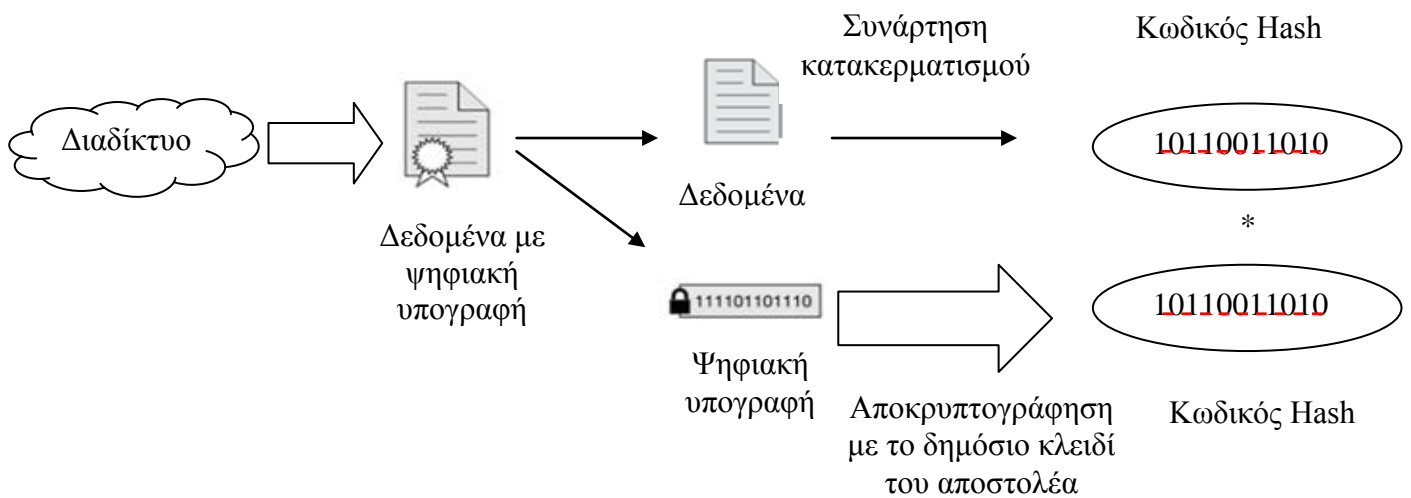 Συνάρτηση
κατακερματισμού
Κωδικός Hash
Διαδίκτυο
10110011010
Δεδομένα
*
Δεδομένα με
ψηφιακή
υπογραφή
111101101110
10110011010
Ψηφιακή
υπογραφή
Αποκρυπτογράφηση
με το δημόσιο κλειδί
του αποστολέα
Κωδικός Hash